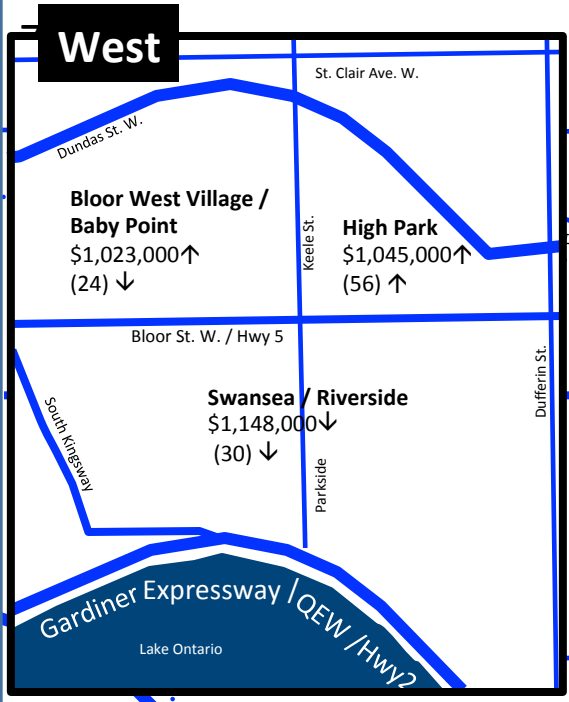 West
St. Clair Ave. W.
Dundas St. W.
Bloor West Village /
Baby Point
$1,023,000↑
(24) ↓
Keele St.
High Park
$1,045,000↑
(56) ↑
Bloor St. W. / Hwy 5
Dufferin St.
South Kingsway
Swansea / Riverside
$1,148,000↓
(30) ↓
Parkside
Gardiner Expressway / QEW /Hwy2
Lake Ontario